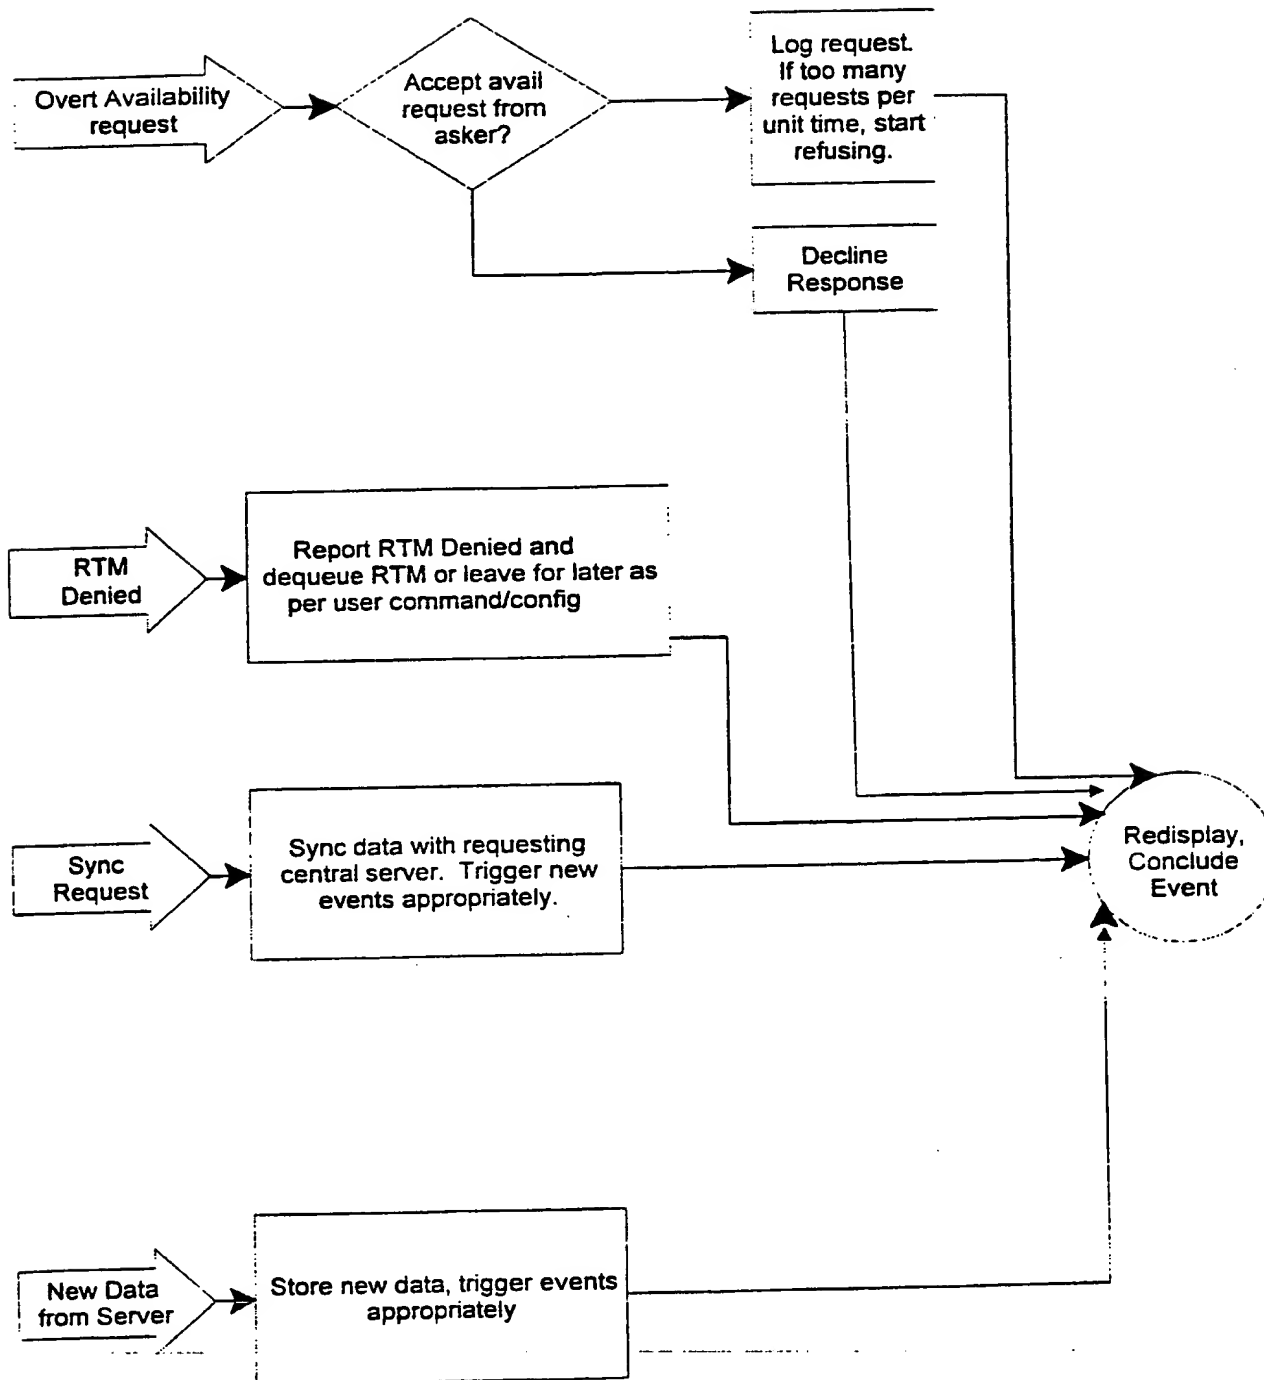 Overt Availability
request
Accept avail
request from
asker?
Log request.
If too many
requests per
unit time, start
refusing.
Decline
Response
RTM
Denied
Report RTM Denied and
dequeue RTM or leave for later as
per user command/config
Sync
Request
Sync data with requesting
central server. Trigger new
events appropriately.
Redisplay,
Conclude
Event
New Data
from Server
Store new data, trigger events
appropriately